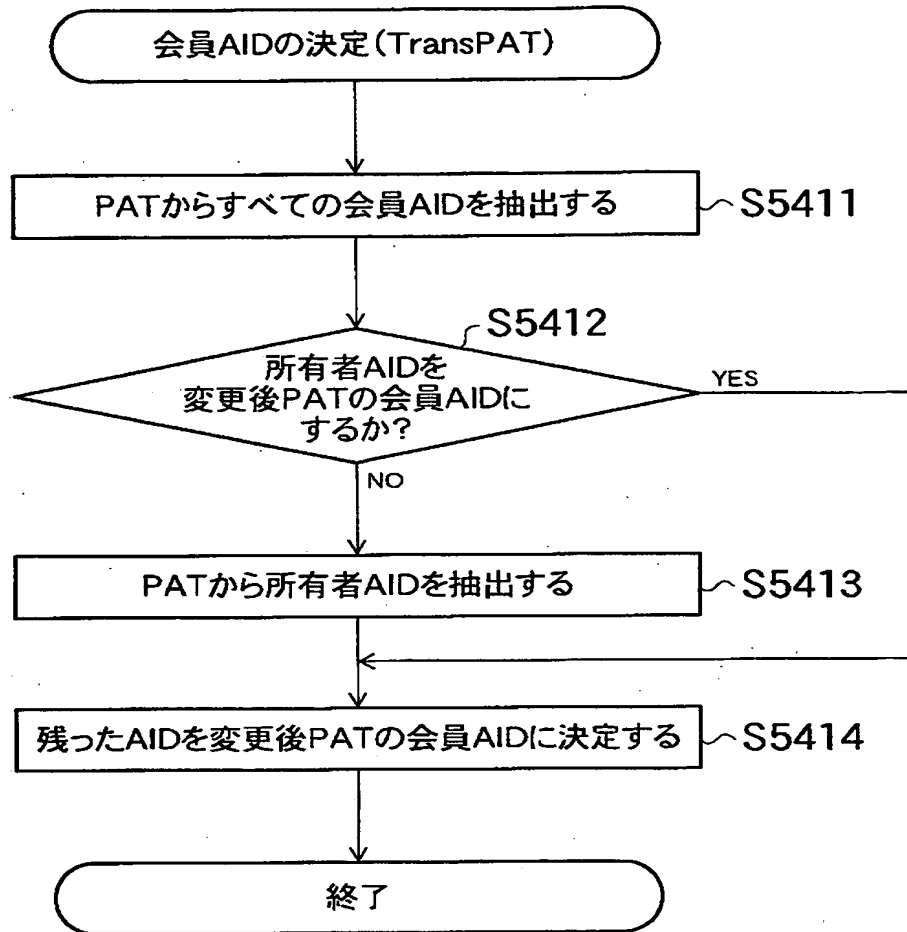 会員AIDの決定(TransPAT)
PATからすべての会員AIDを抽出する
S5411
S5412
所有者AIDを
変更後PATの会員AIDに
するか?
YES
NO
PATから所有者AIDを抽出する
S5413
残ったAIDを変更後PATの会員AIDに決定する
S5414
終了